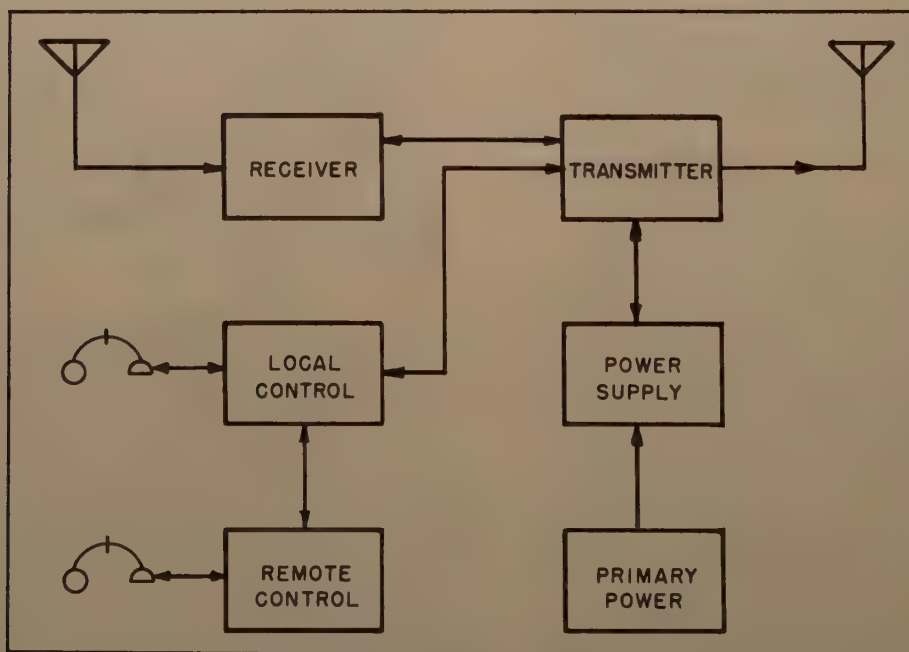 RECEIVER
TRANSMITTER
LOCAL
CONTROL
POWER
SUPPLY
REMOTE
CONTROL
PRIMARY
POWER